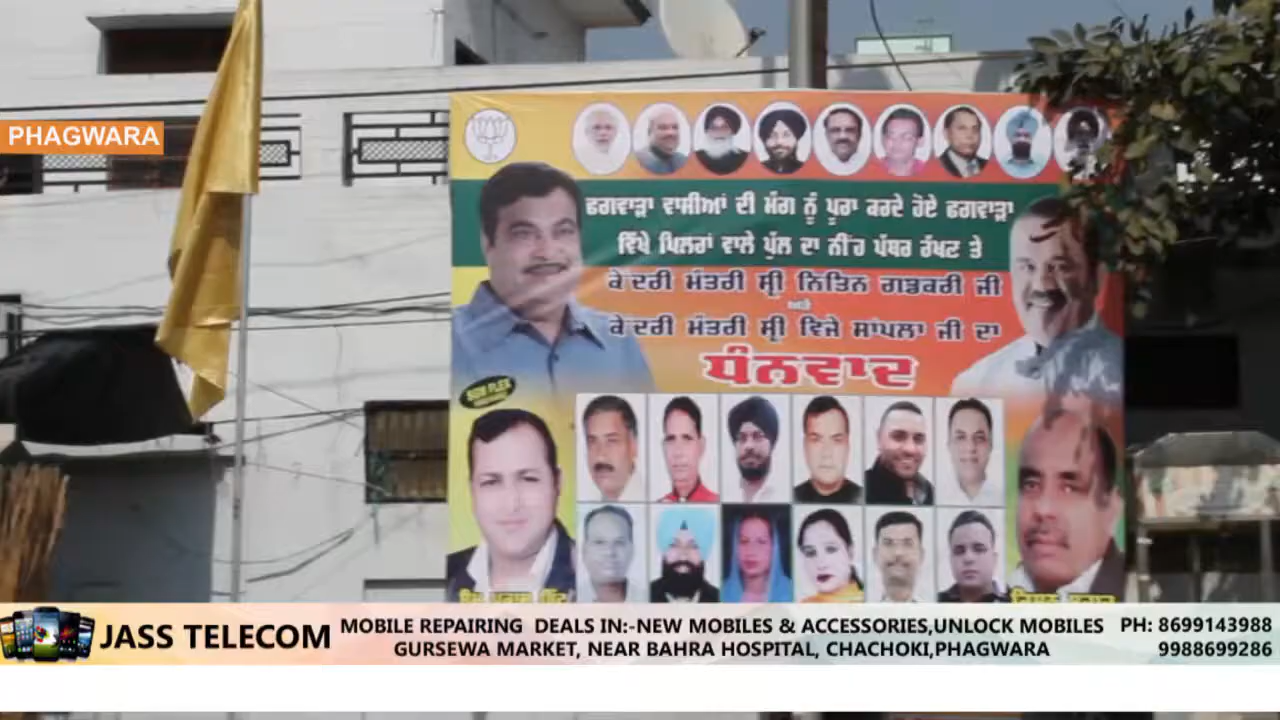 PHAGWARA
ਫਗਵਾੜਾ ਵਾਸੀਆਂ ਦੀ ਮੰਗ ਨੂੰ ਪੂਰਾ ਕਰਦੇ ਹੋਏ ਫਗਵਾੜਾ
ਵਿੱਖੇ ਪਿਲਰਾਂ ਵਾਲੇ ਪੁੱਲ ਦਾ ਨੀਂਹ ਪੱਥਰ ਰੱਖਣ ਤੇ
ਕੇਂਦਰੀ ਮੰਤਰੀ ਸ਼੍ਰੀ ਨਿਤਿਨ ਗਡਕਰੀ ਜੀ
ਅਤੇ
ਕੇਂਦਰੀ ਮੰਤਰੀ ਸ਼੍ਰੀ ਵਿਜੇ ਸਾਂਪਲਾ ਜੀ ਦਾ
ਧੰਨਵਾਦ
JASS TELECOM
MOBILE REPAIRING DEALS IN:-NEW MOBILES & ACCESSORIES,UNLOCK MOBILES PH: 8699143988
GURSEWA MARKET, NEAR BAHRA HOSPITAL, CHACHOKI,PHAGWARA 9988699286